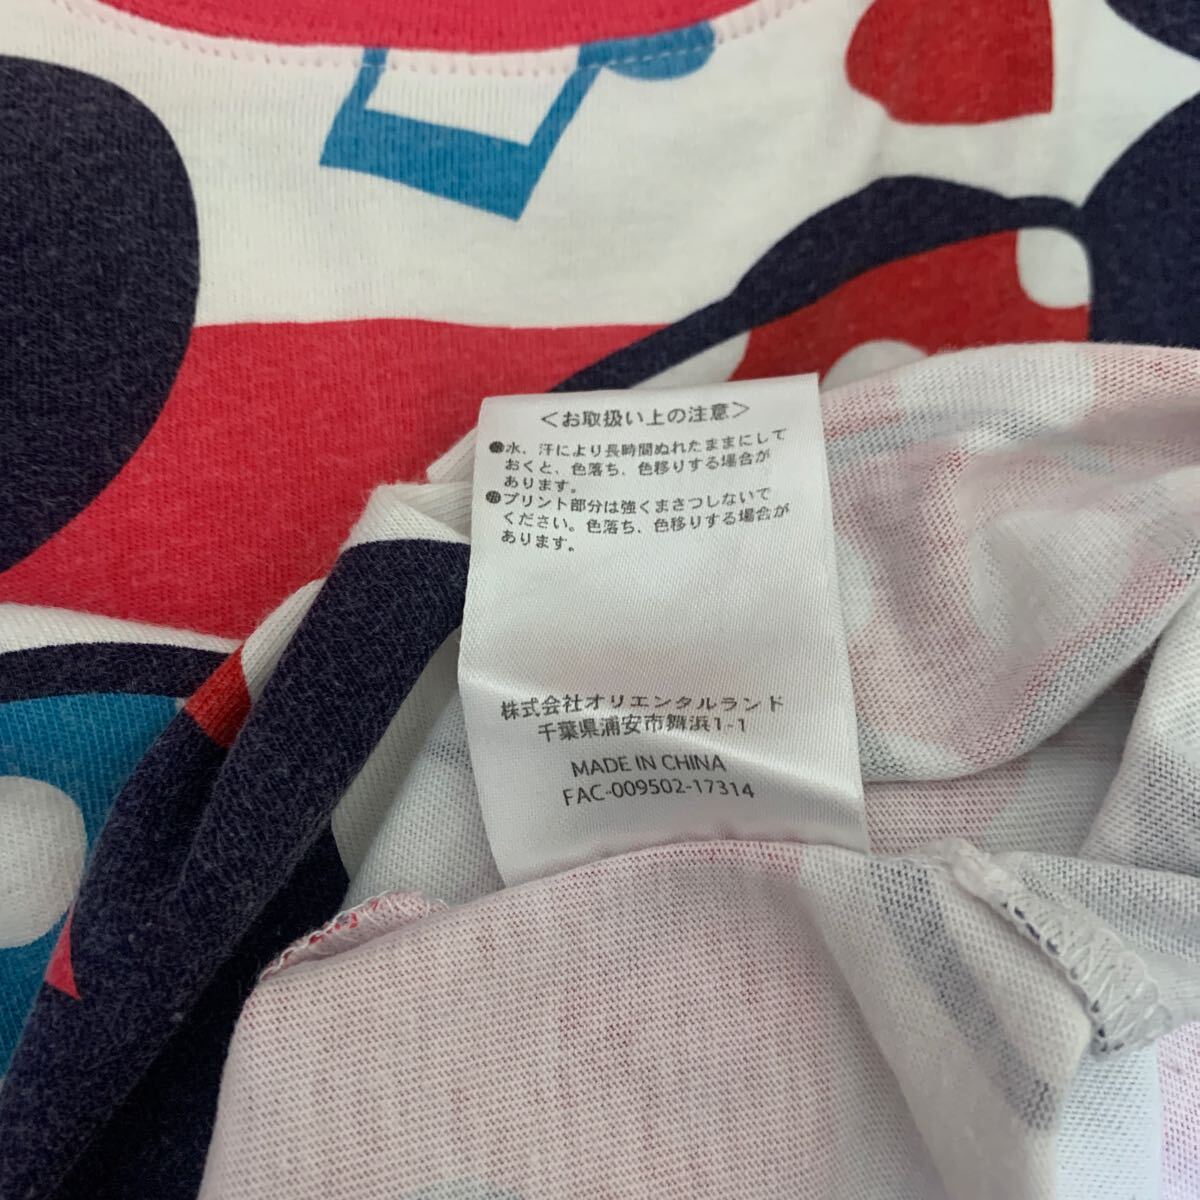 ＜お取扱い上の注意＞
●水、汗により長時間ぬれたままにして
おくと、色落ち、色移りする場合が
あります。
●プリント部分は強くまさつしないで
ください。色落ち、色移りする場合が
あります。
株式会社オリエンタルランド
千葉県浦安市舞浜1-1
MADE IN CHINA
FAC-009502-17314